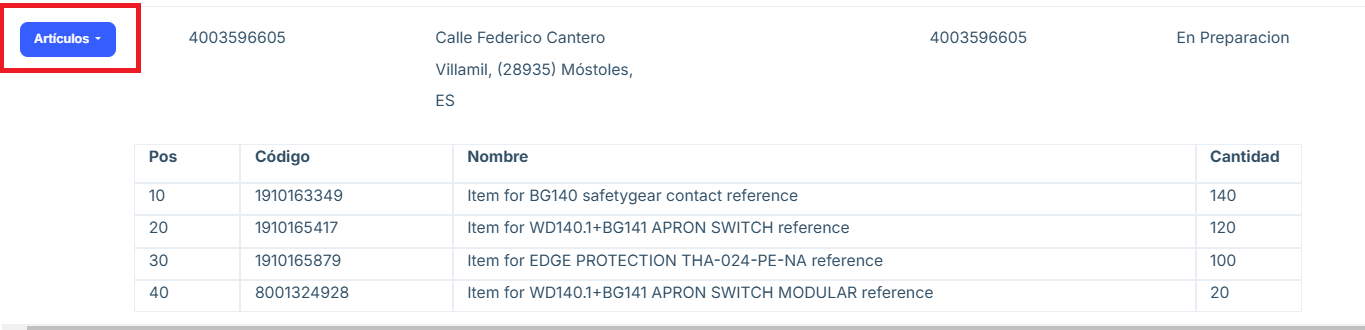 Artículos 4003596605 Calle Federico Cantero 4003596605 En Preparacion
Villamil, (28935) Móstoles,
ES
Pos Código Nombre Cantidad
10 1910163349 Item for BG140 safetygear contact reference 140
20 1910165417 Item for WD140.1+BG141 APRON SWITCH reference 120
30 1910165879 Item for EDGE PROTECTION THA-024-PE-NA reference 100
40 8001324928 Item for WD140.1+BG141 APRON SWITCH MODULAR reference 20